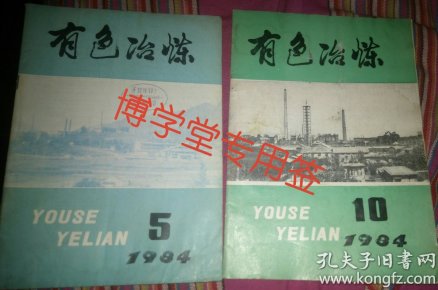 有色冶炼
YOUSE
YELIAN
5
1984
有色冶炼
YOUSE
YELIAN
10
1984
博学堂专用签
孔夫子旧书网
www.kongfz.com